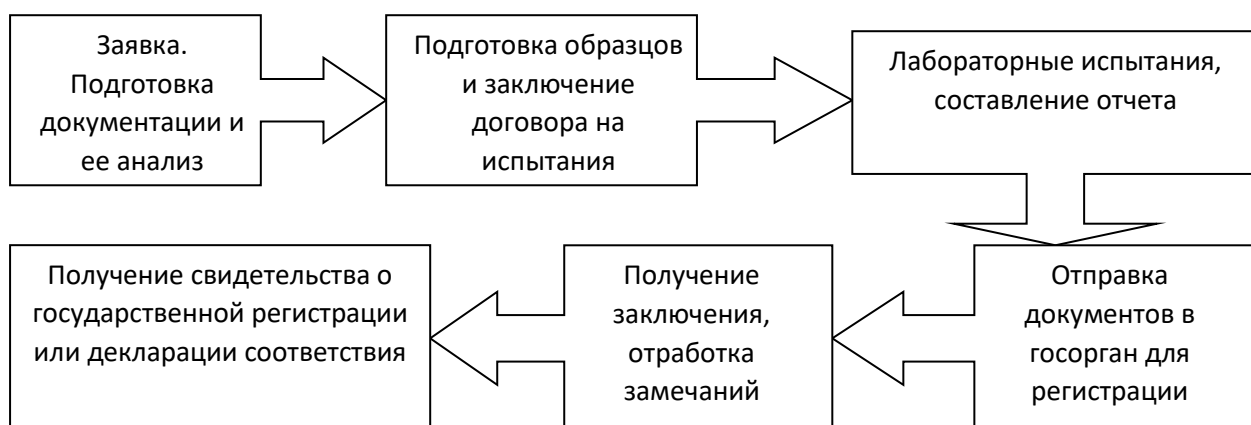 Заявка.
Подготовка
документации и
ее анализ
Подготовка образцов
и заключение
договора на
испытания
Лабораторные испытания,
составление отчета
Отправка
документов в
госорган для
регистрации
Получение
заключения,
отработка
замечаний
Получение свидетельства о
государственной регистрации
или декларации соответствия